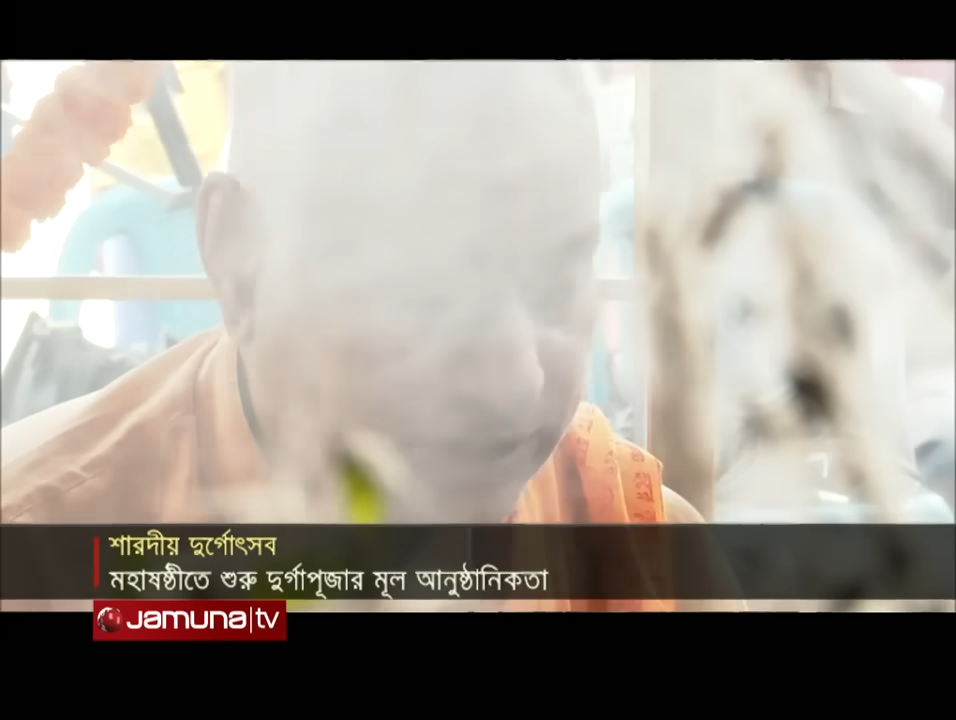 শারদীয় দুর্গোৎসব
মহাষষ্ঠীতে শুরু দুর্গাপূজার মূল আনুষ্ঠানিকতা
Jamuna|tv